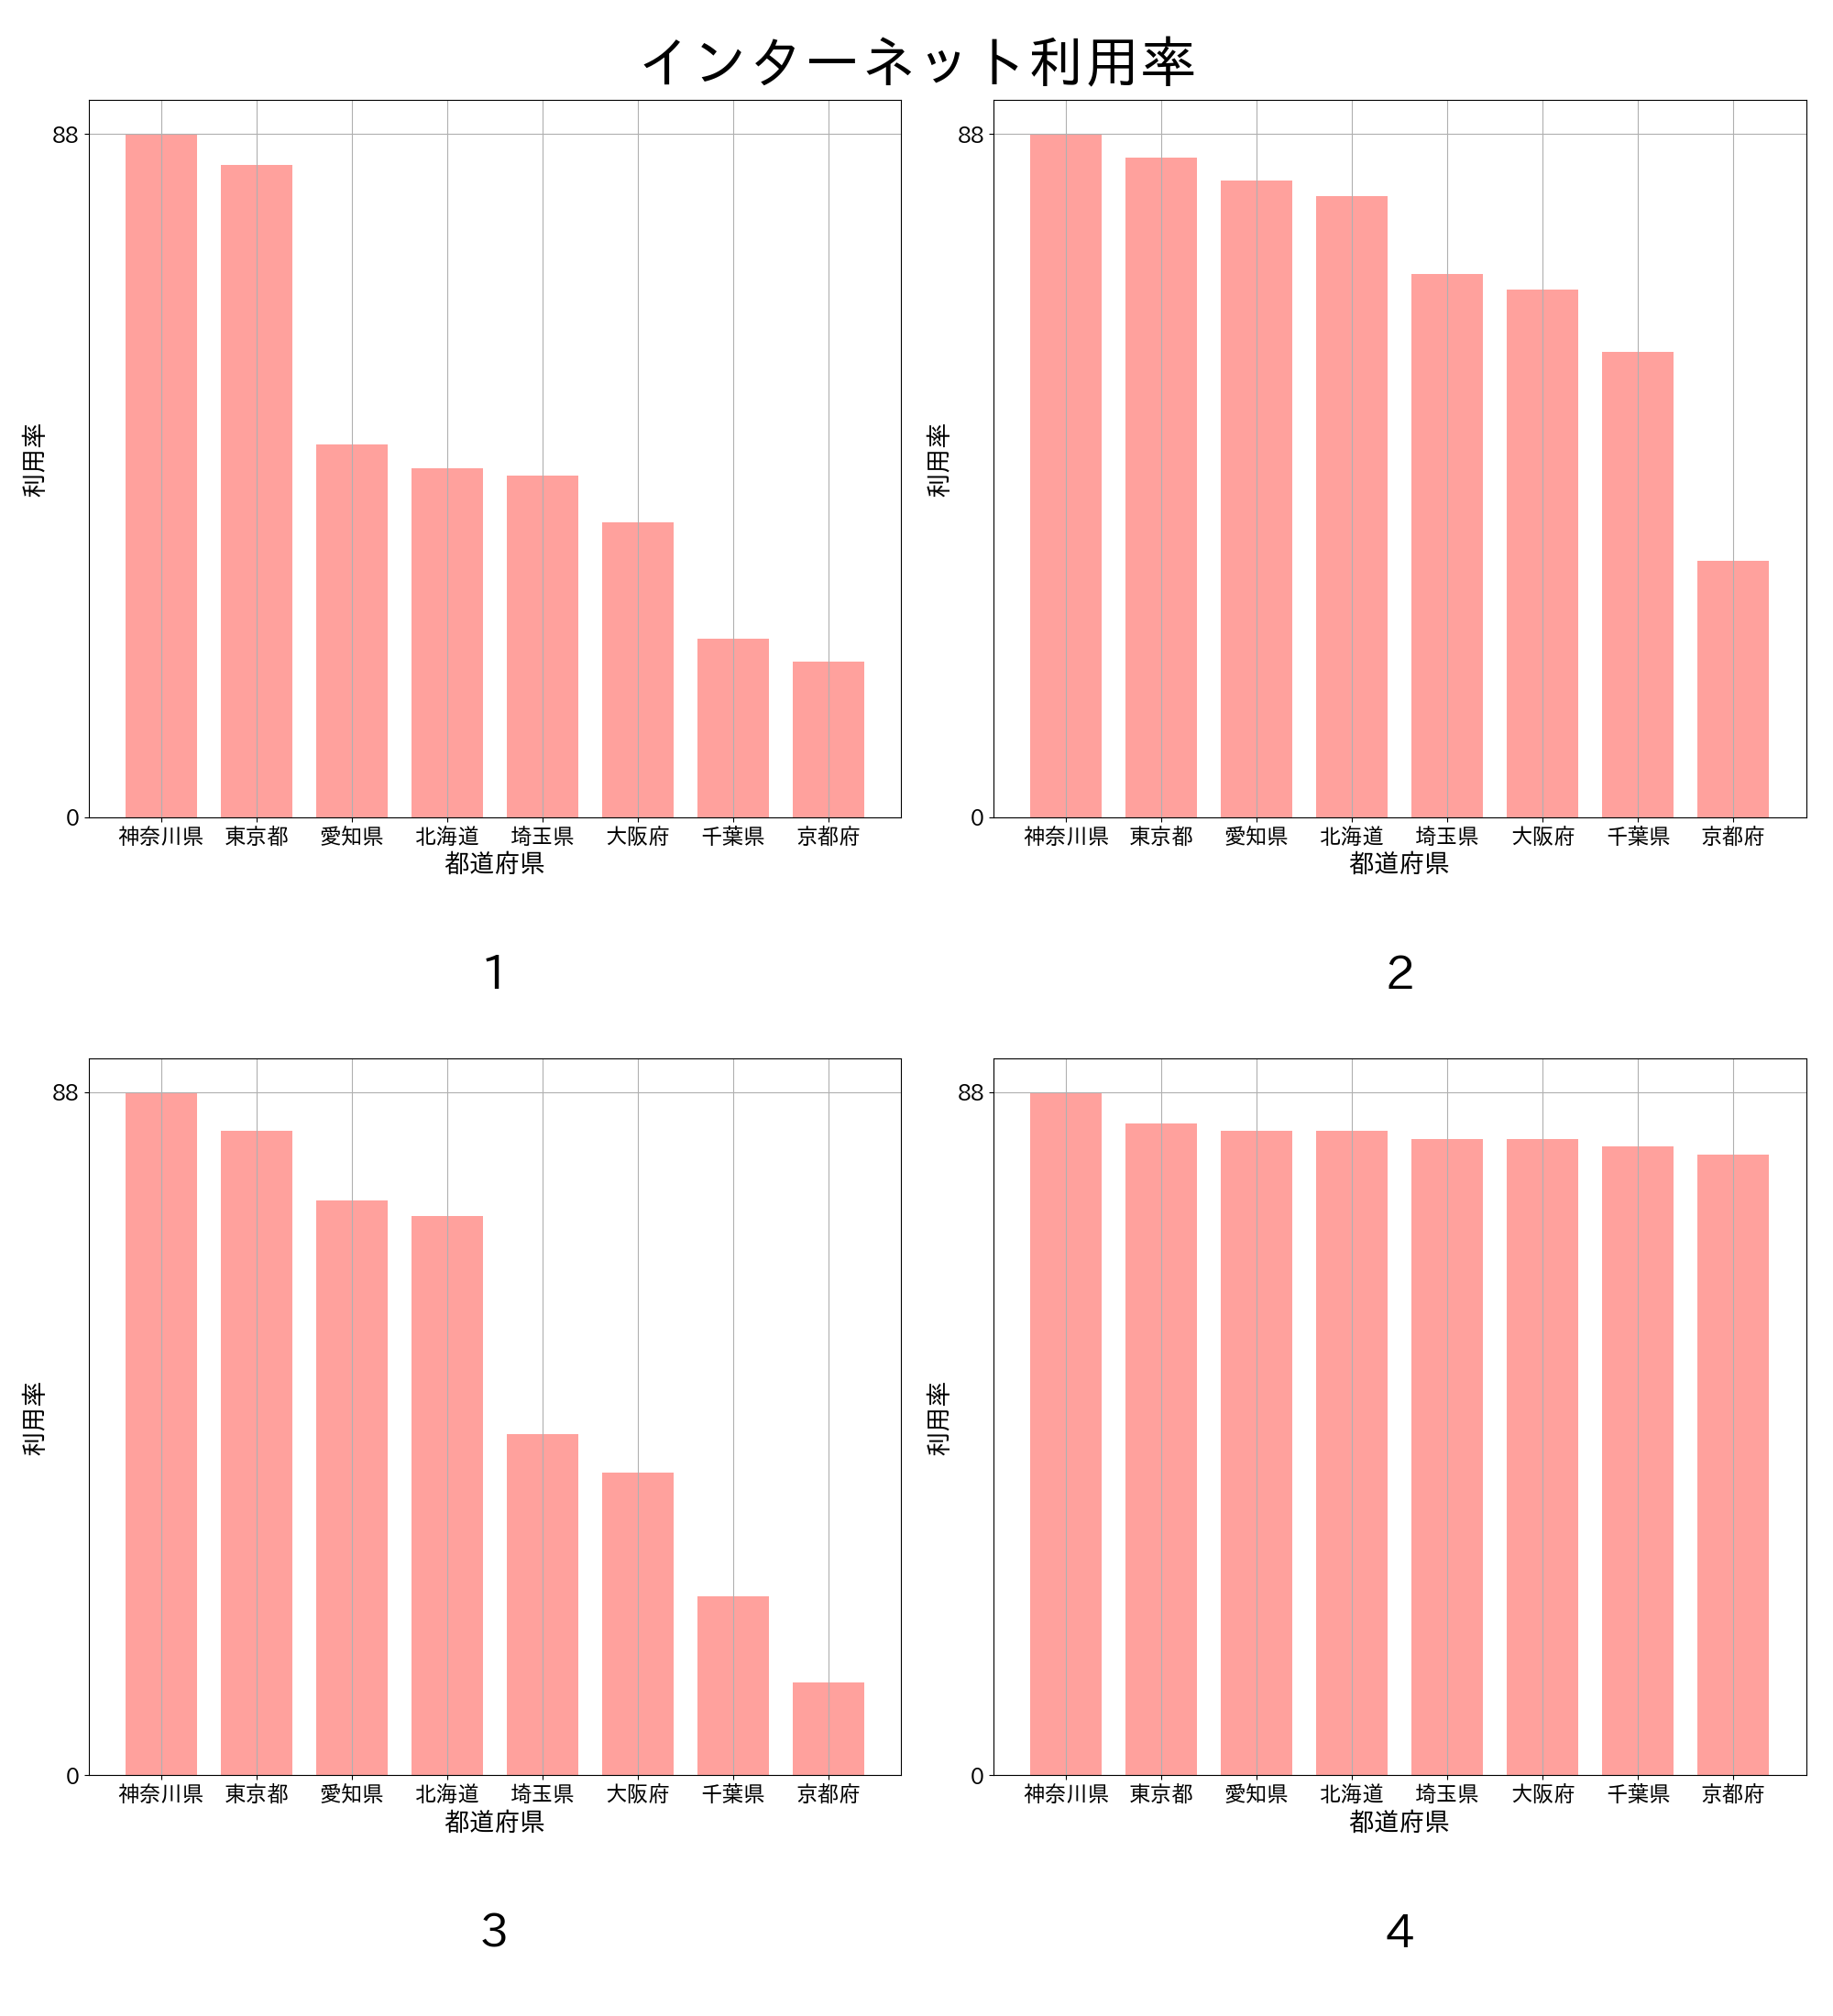 インターネット利用率
88
0
利用率
神奈川県 東京都 愛知県 北海道 埼玉県 大阪府 千葉県 京都府
都道府県
1
88
0
利用率
神奈川県 東京都 愛知県 北海道 埼玉県 大阪府 千葉県 京都府
都道府県
2
88
0
利用率
神奈川県 東京都 愛知県 北海道 埼玉県 大阪府 千葉県 京都府
都道府県
3
88
0
利用率
神奈川県 東京都 愛知県 北海道 埼玉県 大阪府 千葉県 京都府
都道府県
4